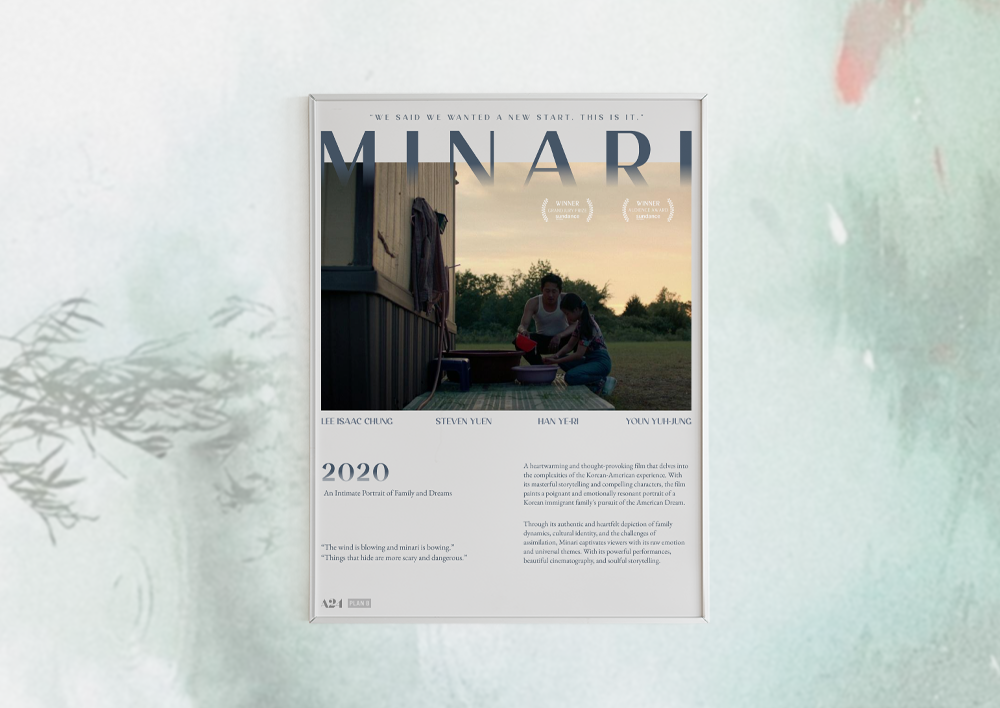 "WE SAID WE WANTED A NEW START. THIS IS IT."
MINARI
WINNER
WINNER
sundance
sundance
LEE ISAAC CHUNG
STEVEN YUEN
HAN YE-RI
YOUN YUH-JUNG
2020
An Intimate Portrait of Family and Dreams
"The wind is blowing and minari is bowing."
"Things that hide are more scary and dangerous."
A heartwarming and thought-provoking film that delves into
the complexities of the Korean-American experience. With
its masterful storytelling and compelling characters, the film
paints a poignant and emotionally resonant portrait of a
Korean immigrant family's pursuit of the American Dream.
Through its authentic and heartfelt depiction of family
dynamics, cultural identity, and the challenges of
assimilation, Minari captivates viewers with its raw emotion
and universal themes. With its powerful performances,
beautiful cinematography, and soulful storytelling.
A24
PLAN B